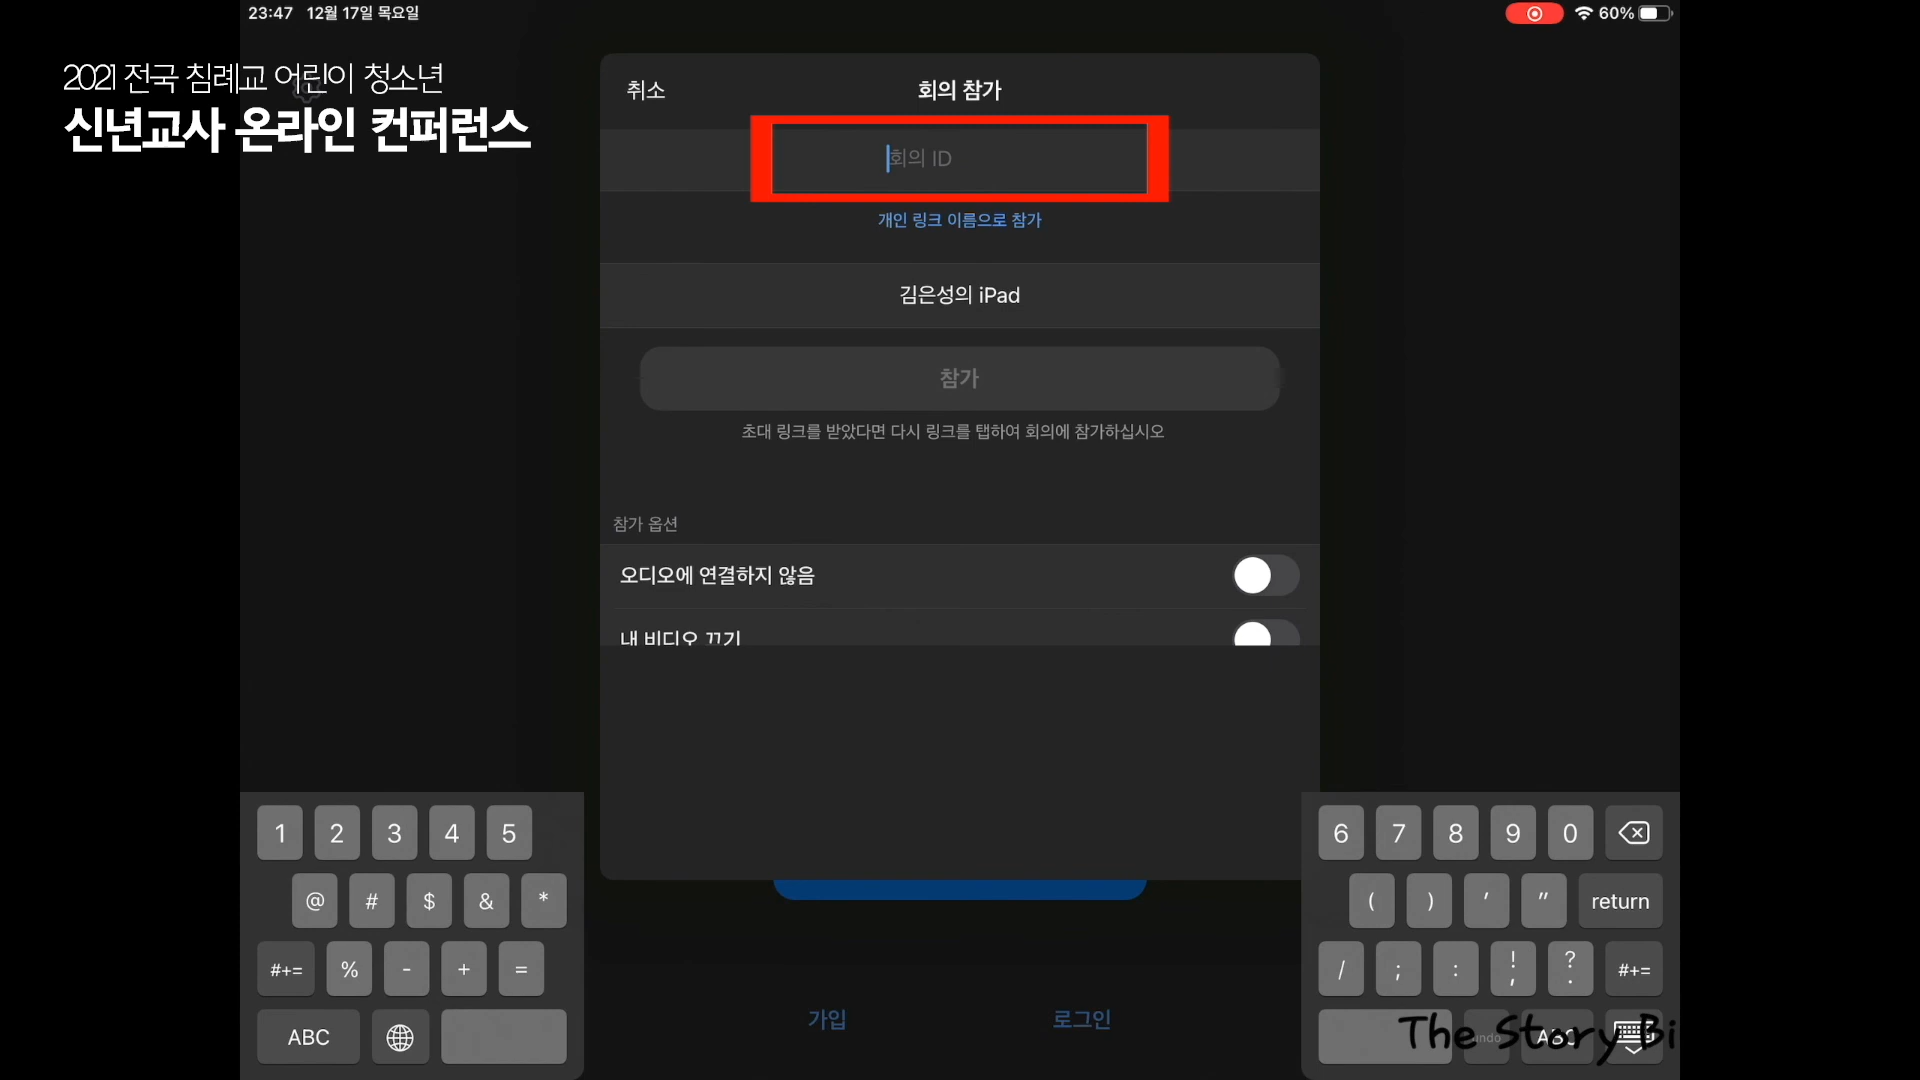 23:47 12월 17일 목요일
60%
2021 전국 침례교 어린이 청소년
신년교사 온라인 컨퍼런스
취소 회의 참가
회의 ID
개인 링크 이름으로 참가
김은성의 iPad
참가
초대 링크를 받았다면 다시 링크를 탭하여 회의에 참가하십시오
참가 옵션
오디오에 연결하지 않음
내 비디오 끄기
1 2 3 4 5 6 7 8 9 0
@ # $ & * ( ) ' " return
#+= % - + = / ; : ! , ? . #+=
ABC undo ABC
가입 로그인
The Story Bi